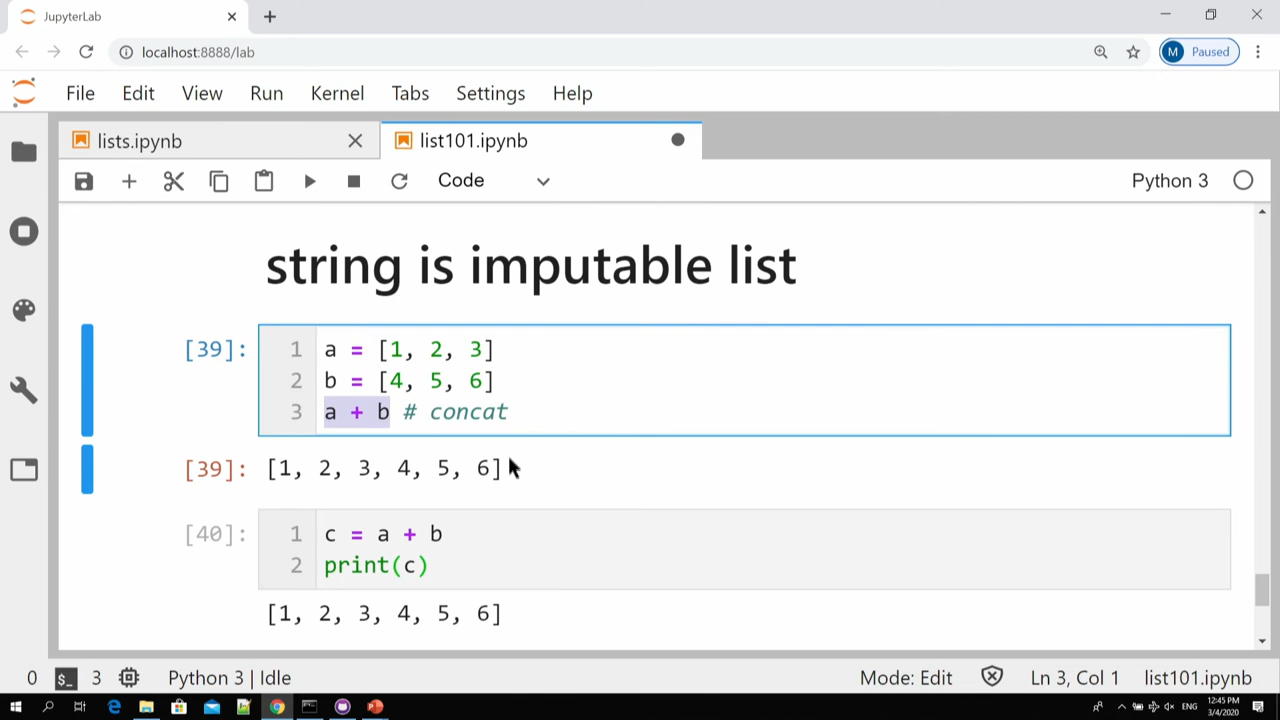 JupyterLab
localhost:8888/lab
M Paused
File Edit View Run Kernel Tabs Settings Help
lists.ipynb
list101.ipynb
Code
Python 3
string is imputable list
[39]:
1 a = [1, 2, 3]
2 b = [4, 5, 6]
3 a + b # concat
[39]: [1, 2, 3, 4, 5, 6]
[40]:
1 c = a + b
2 print(c)
[1, 2, 3, 4, 5, 6]
0 $_ 3 Python 3 | Idle Mode: Edit Ln 3, Col 1 list101.ipynb
ENG
12:45 PM
3/4/2020